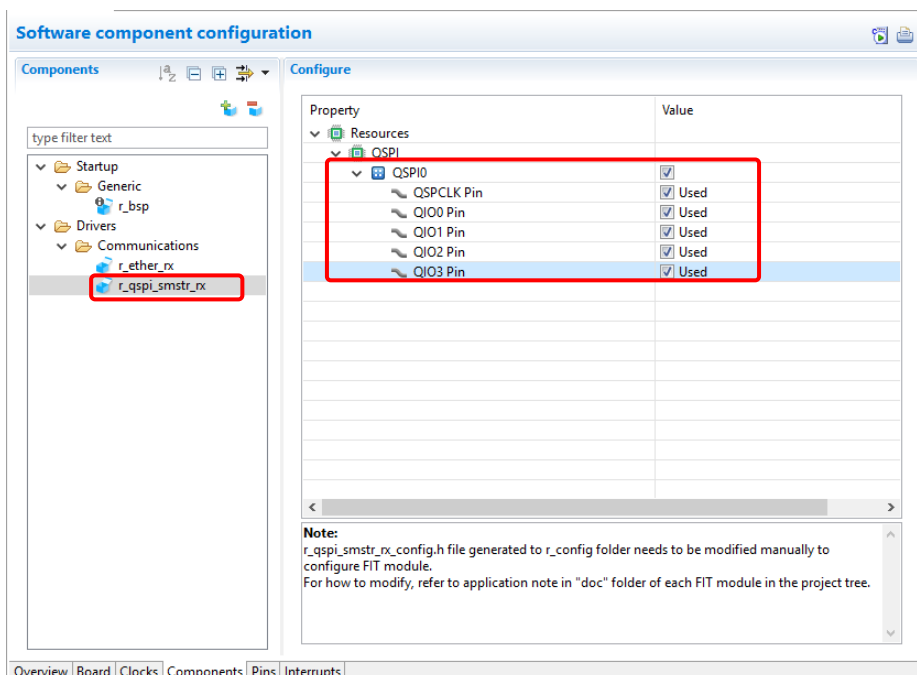 Software component configuration
Components
Configure
type filter text
Startup
Generic
r_bsp
Drivers
Communications
r_ether_rx
r_qspi_smstr_rx
Property Value
Resources
QSPI
QSPI0
QSPCLK Pin Used
QIO0 Pin Used
QIO1 Pin Used
QIO2 Pin Used
QIO3 Pin Used
Note:
r_qspi_smstr_rx_config.h file generated to r_config folder needs to be modified manually to
configure FIT module.
For how to modify, refer to application note in "doc" folder of each FIT module in the project tree.
Overview Board Clocks Components Pins Interrupts